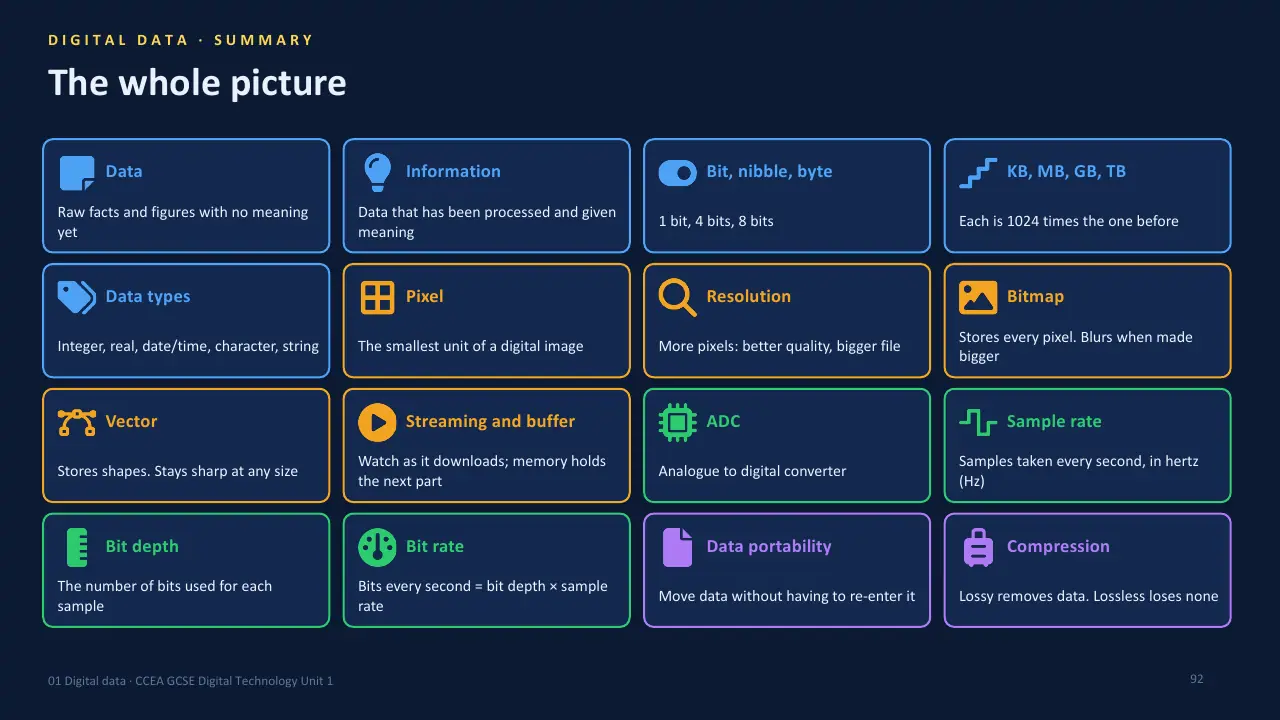 DIGITAL DATA · SUMMARY
The whole picture
Data
Raw facts and figures with no meaning
yet
Information
Data that has been processed and given
meaning
Bit, nibble, byte
1 bit, 4 bits, 8 bits
KB, MB, GB, TB
Each is 1024 times the one before
Data types
Integer, real, date/time, character, string
Pixel
The smallest unit of a digital image
Resolution
More pixels: better quality, bigger file
Bitmap
Stores every pixel. Blurs when made
bigger
Vector
Stores shapes. Stays sharp at any size
Streaming and buffer
Watch as it downloads; memory holds
the next part
ADC
Analogue to digital converter
Sample rate
Samples taken every second, in hertz
(Hz)
Bit depth
The number of bits used for each
sample
Bit rate
Bits every second = bit depth × sample
rate
Data portability
Move data without having to re-enter it
Compression
Lossy removes data. Lossless loses none
01 Digital data · CCEA GCSE Digital Technology Unit 1
92